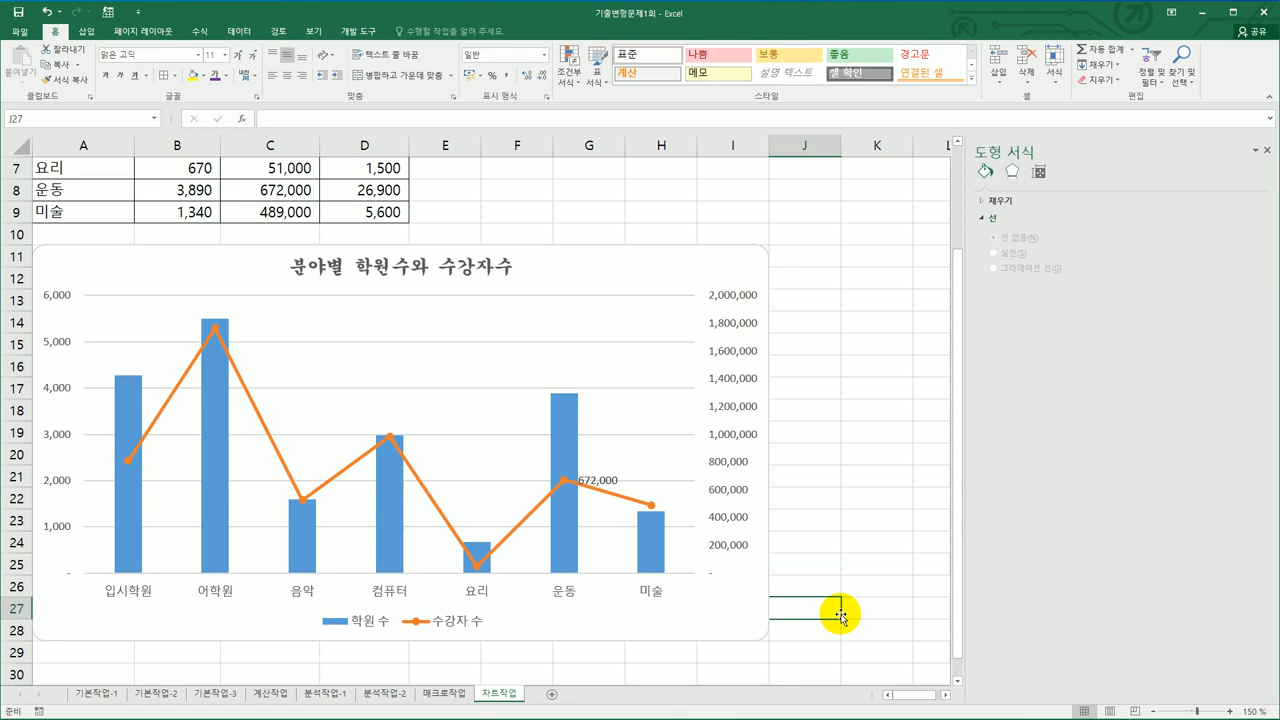 기출변형문제1회 - Excel
파일 홈 삽입 페이지 레이아웃 수식 데이터 검토 보기 개발 도구 수행할 작업을 알려 주세요. 공유
붙여넣기 잘라내기 복사 서식 복사 클립보드
맑은 고딕 11 가 가 가 글꼴
텍스트 줄 바꿈 병합하고 가운데 맞춤 맞춤
일반 % 표시 형식
조건부 서식 표 서식 표준 나쁨 보통 좋음 경고문
계산 메모 설명 텍스트 셀 확인 연결된 셀 스타일
삽입 삭제 서식 셀
자동 합계 채우기 지우기 정렬 및 필터 찾기 및 선택 편집
J27 fx
A B C D E F G H I J K L
7 요리 670 51,000 1,500
8 운동 3,890 672,000 26,900
9 미술 1,340 489,000 5,600
10
11
12
13
14
15
16
17
18
19
20
21
22
23
24
25
26
27
28
29
30
분야별 학원수와 수강자수
6,000
5,000
4,000
3,000
2,000
1,000
-
2,000,000
1,800,000
1,600,000
1,400,000
1,200,000
1,000,000
800,000
600,000
400,000
200,000
-
672,000
입시학원 어학원 음악 컴퓨터 요리 운동 미술
학원 수 수강자 수
도형 서식
채우기
선
선 없음(N)
실선(S)
그라데이션 선(G)
기본작업-1 기본작업-2 기본작업-3 계산작업 분석작업-1 분석작업-2 매크로작업 차트작업
준비 150 %